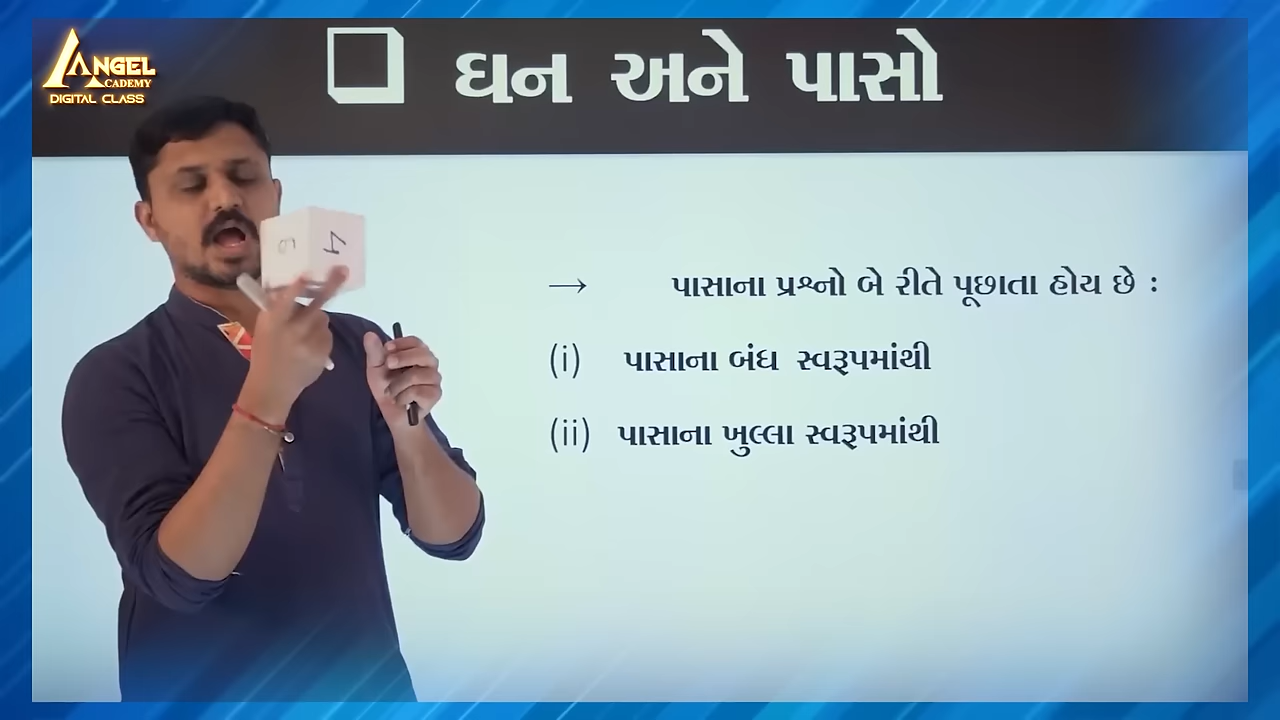 ANGEL
ACADEMY
DIGITAL CLASS
ઘન અને પાસો
→ પાસાના પ્રશ્નો બે રીતે પૂછાતા હોય છે :
(i) પાસાના બંધ સ્વરૂપમાંથી
(ii) પાસાના ખુલ્લા સ્વરૂપમાંથી
4